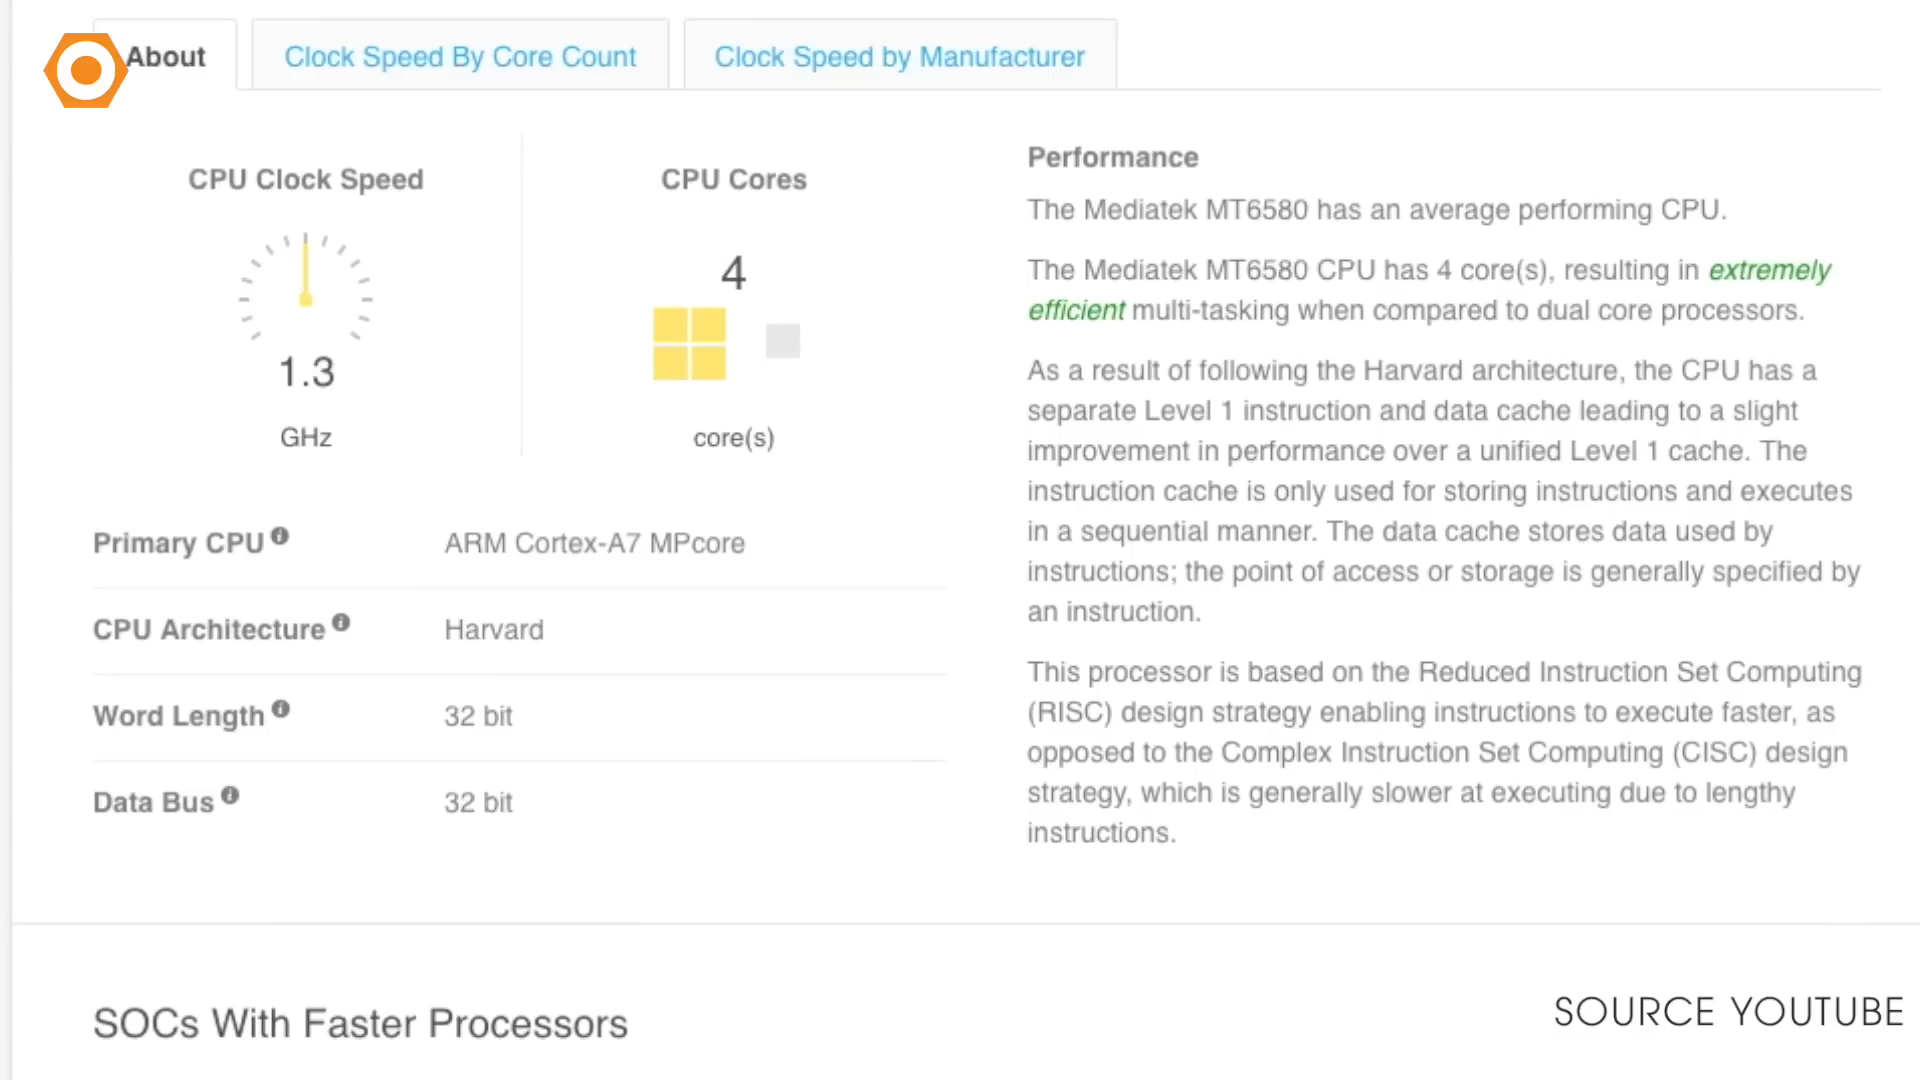 About
Clock Speed By Core Count
Clock Speed by Manufacturer
CPU Clock Speed
1.3
GHz
CPU Cores
4
core(s)
Primary CPU
ARM Cortex-A7 MPcore
CPU Architecture
Harvard
Word Length
32 bit
Data Bus
32 bit
Performance
The Mediatek MT6580 has an average performing CPU.
The Mediatek MT6580 CPU has 4 core(s), resulting in extremely
efficient multi-tasking when compared to dual core processors.
As a result of following the Harvard architecture, the CPU has a
separate Level 1 instruction and data cache leading to a slight
improvement in performance over a unified Level 1 cache. The
instruction cache is only used for storing instructions and executes
in a sequential manner. The data cache stores data used by
instructions; the point of access or storage is generally specified by
an instruction.
This processor is based on the Reduced Instruction Set Computing
(RISC) design strategy enabling instructions to execute faster, as
opposed to the Complex Instruction Set Computing (CISC) design
strategy, which is generally slower at executing due to lengthy
instructions.
SOCs With Faster Processors
SOURCE YOUTUBE